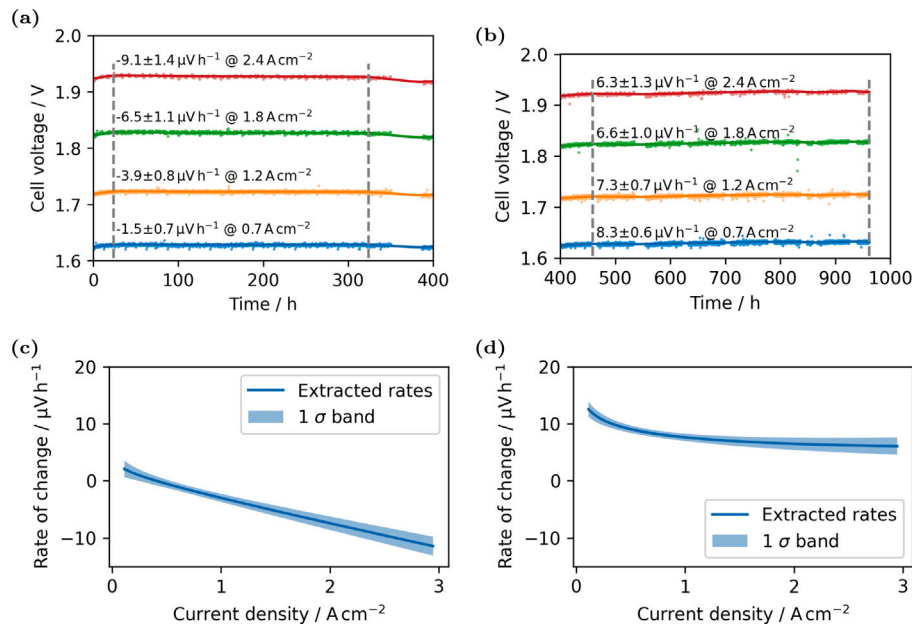 (a)
2.0
1.9
1.8
1.7
1.6
Cell voltage / V
-9.1±1.4 μV h⁻¹ @ 2.4 A cm⁻²
-6.5±1.1 μV h⁻¹ @ 1.8 A cm⁻²
-3.9±0.8 μV h⁻¹ @ 1.2 A cm⁻²
-1.5±0.7 μV h⁻¹ @ 0.7 A cm⁻²
0 100 200 300 400
Time / h
(b)
2.0
1.9
1.8
1.7
1.6
Cell voltage / V
6.3±1.3 μV h⁻¹ @ 2.4 A cm⁻²
6.6±1.0 μV h⁻¹ @ 1.8 A cm⁻²
7.3±0.7 μV h⁻¹ @ 1.2 A cm⁻²
8.3±0.6 μV h⁻¹ @ 0.7 A cm⁻²
400 500 600 700 800 900 1000
Time / h
(c)
20
10
0
−10
Rate of change / μV h⁻¹
Extracted rates
1 σ band
0 1 2 3
Current density / A cm⁻²
(d)
20
10
0
−10
Rate of change / μV h⁻¹
Extracted rates
1 σ band
0 1 2 3
Current density / A cm⁻²